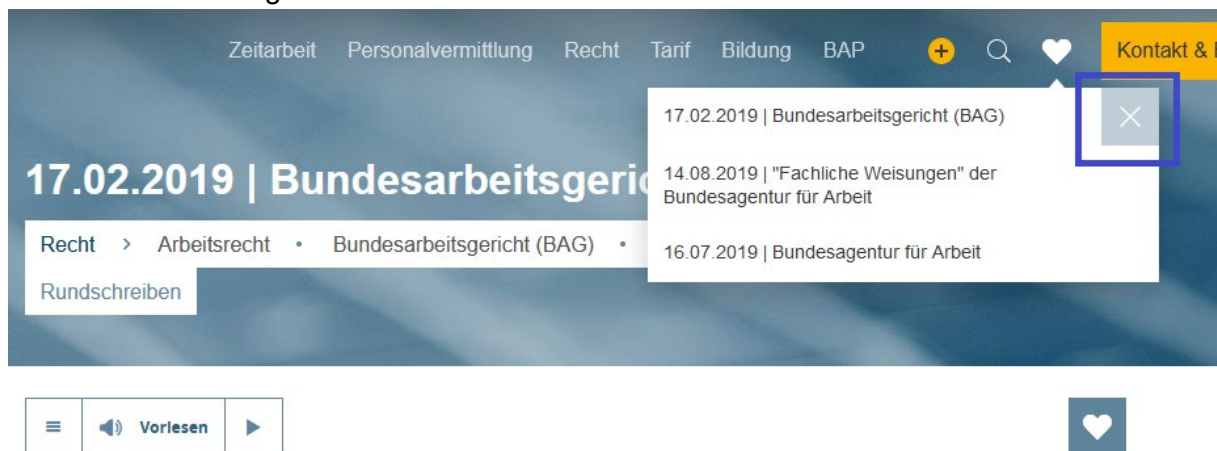 Zeitarbeit Personalvermittlung Recht Tarif Bildung BAP Kontakt &
17.02.2019 | Bundesarbeitsgericht (BAG)
14.08.2019 | "Fachliche Weisungen" der
Bundesagentur für Arbeit
16.07.2019 | Bundesagentur für Arbeit
17.02.2019 | Bundesarbeitsgeric
Recht > Arbeitsrecht • Bundesarbeitsgericht (BAG) •
Rundschreiben
Vorlesen